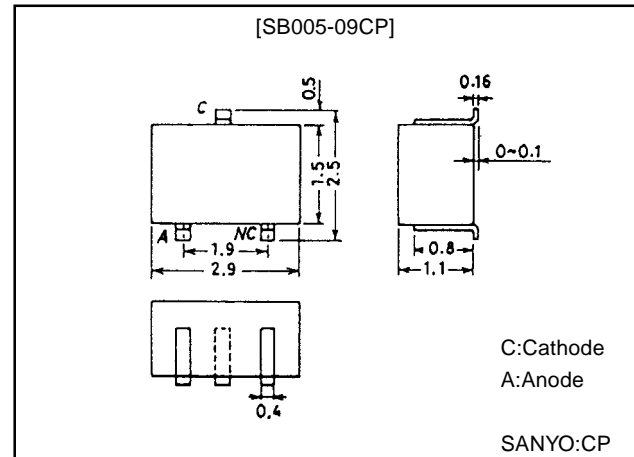 [SB005-09CP]
C
0.5
0.16
1.5
2.5
0~0.1
A
NC
1.9
2.9
0.8
1.1
0.4
C:Cathode
A:Anode
SANYO:CP